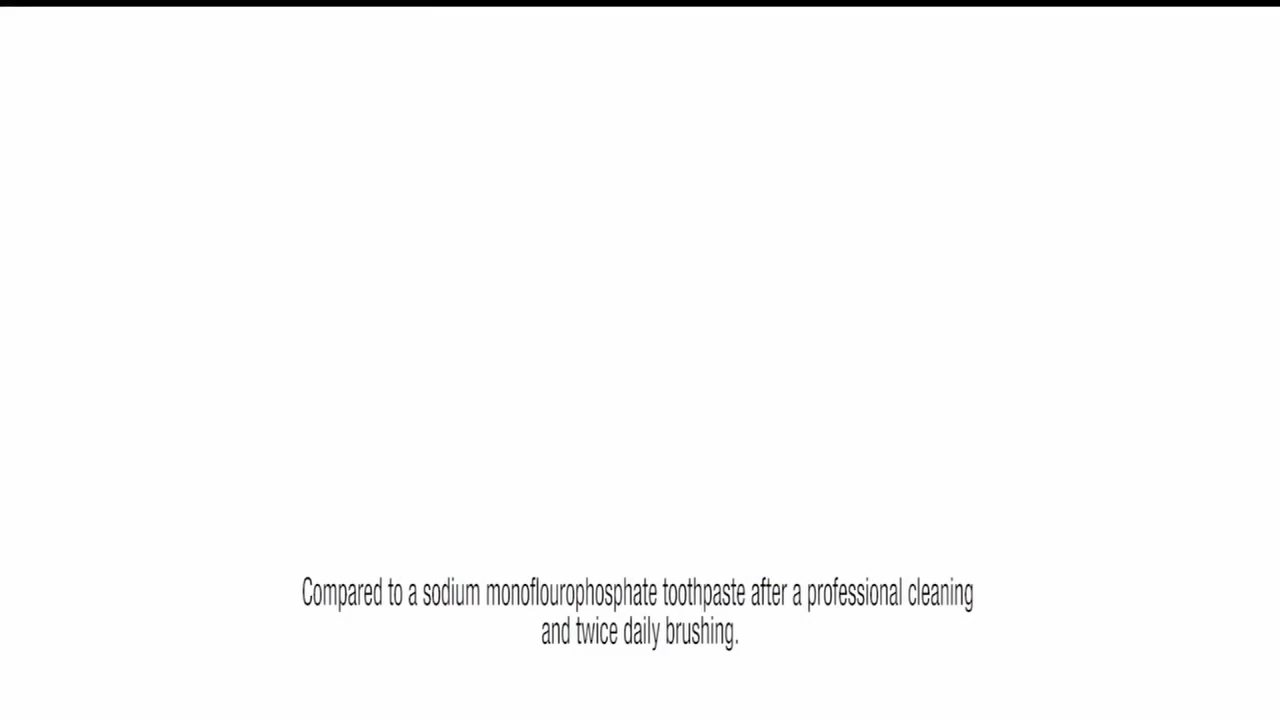 Compared to a sodium monoflourophosphate toothpaste after a professional cleaning
and twice daily brushing.